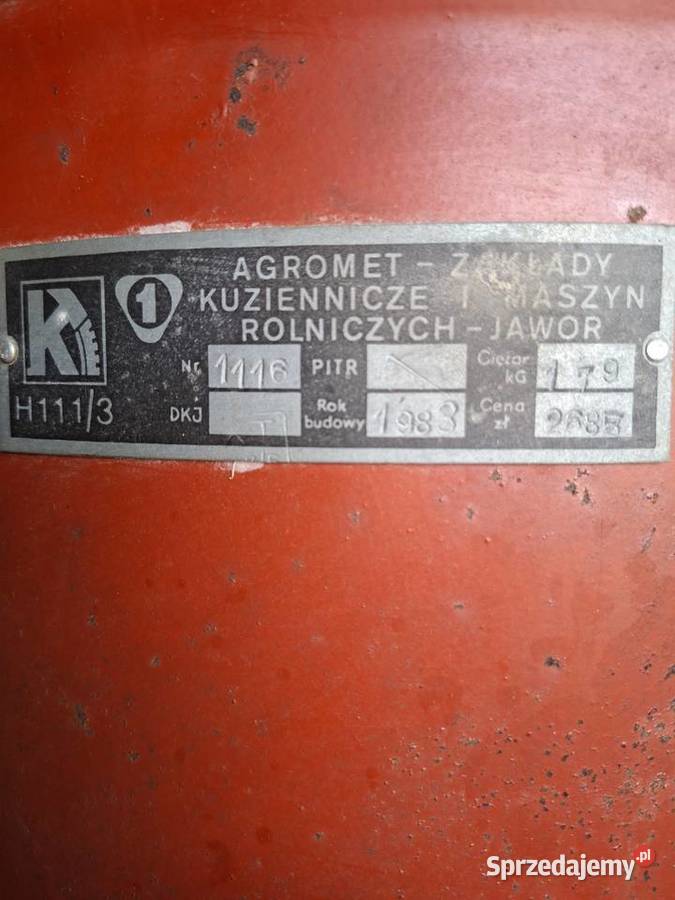 AGROMET – ZAKŁADY
KUZIENNICZE I MASZYN
ROLNICZYCH – JAWOR
K
1
H111/3
Nr 1116 PITR Ciężar kG 179
DKJ Rok budowy 1983 Cena zł
Sprzedajemy.pl